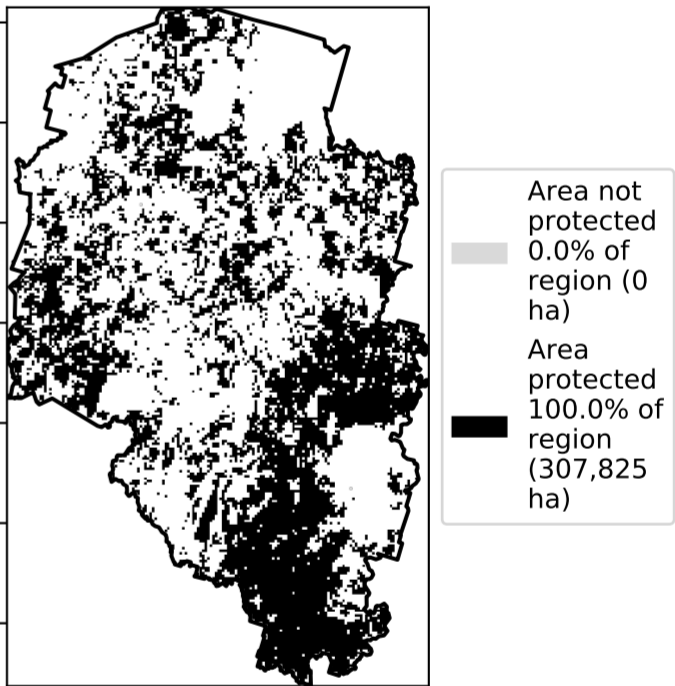 Area not
protected
0.0% of
region (0
ha)
Area
protected
100.0% of
region
(307,825
ha)